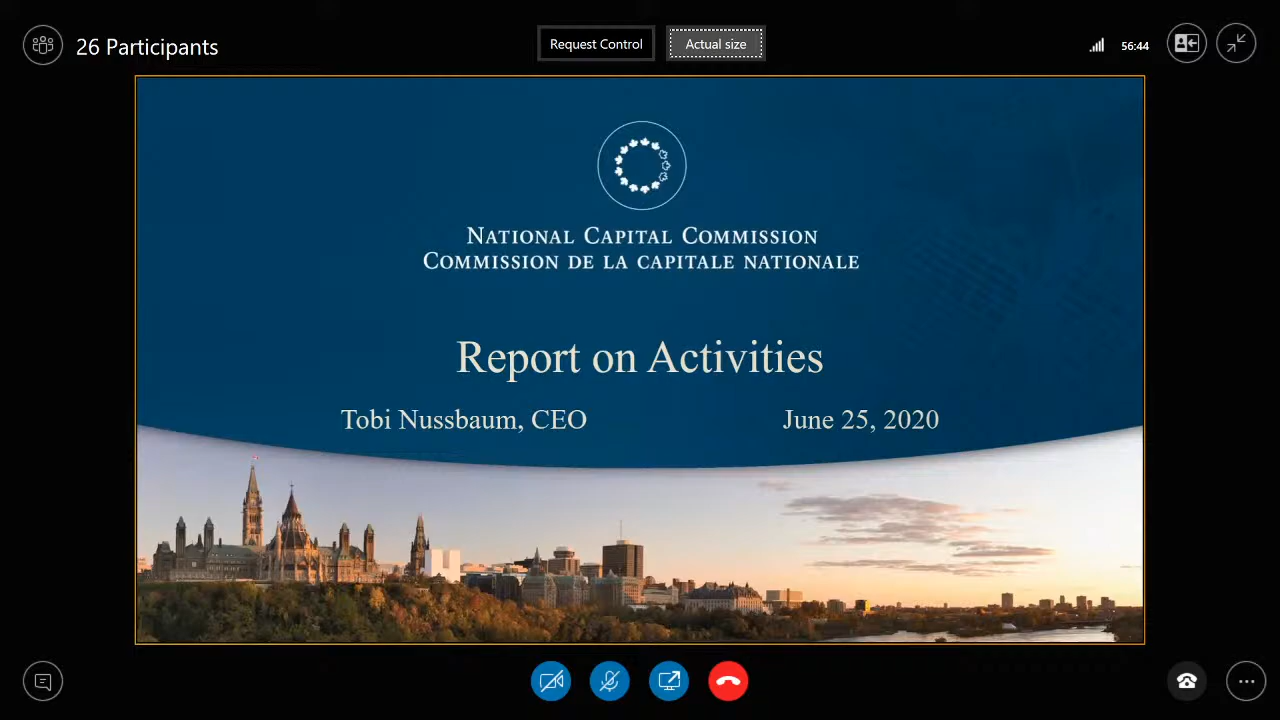 26 Participants
Request Control
Actual size
56:44
NATIONAL CAPITAL COMMISSION
COMMISSION DE LA CAPITALE NATIONALE
Report on Activities
Tobi Nussbaum, CEO
June 25, 2020